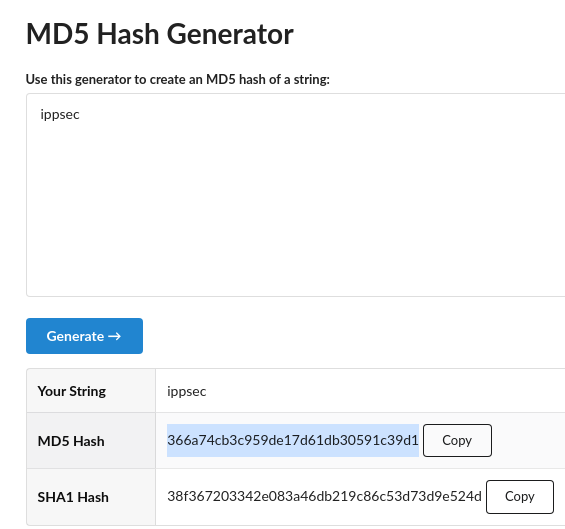 MD5 Hash Generator
Use this generator to create an MD5 hash of a string:
ippsec
Generate →
Your String ippsec
MD5 Hash 366a74cb3c959de17d61db30591c39d1 Copy
SHA1 Hash 38f367203342e083a46db219c86c53d73d9e524d Copy